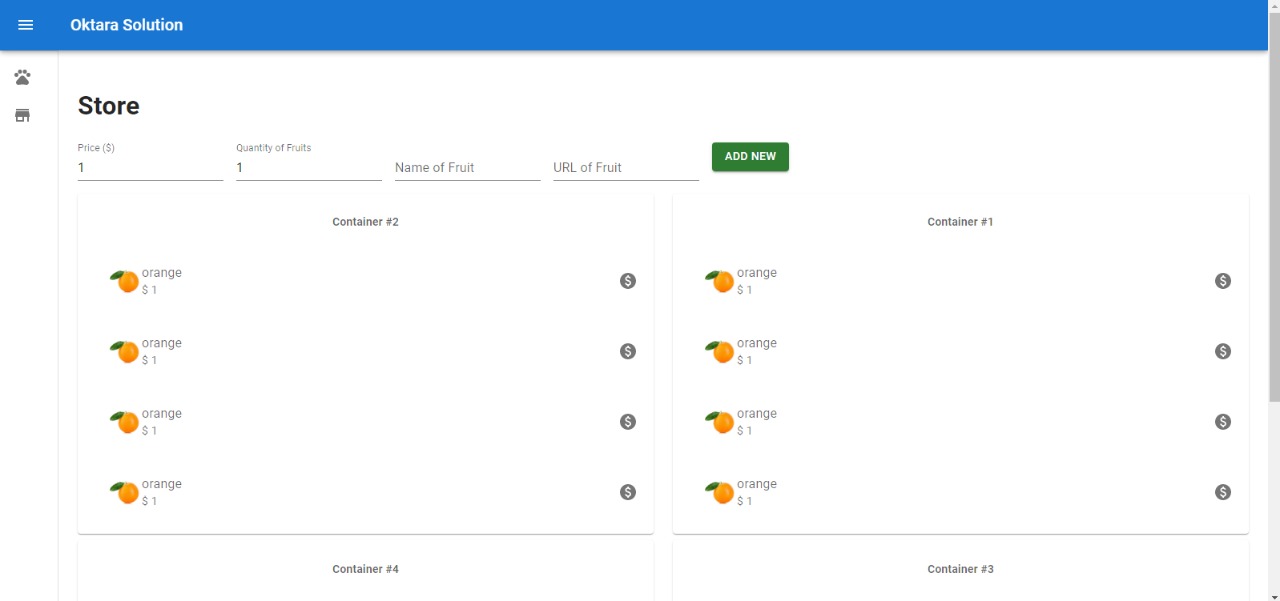 Oktara Solution
Store
Price ($)
1
Quantity of Fruits
1
Name of Fruit
URL of Fruit
ADD NEW
Container #2
orange
$ 1
orange
$ 1
orange
$ 1
orange
$ 1
Container #1
orange
$ 1
orange
$ 1
orange
$ 1
orange
$ 1
Container #4
Container #3